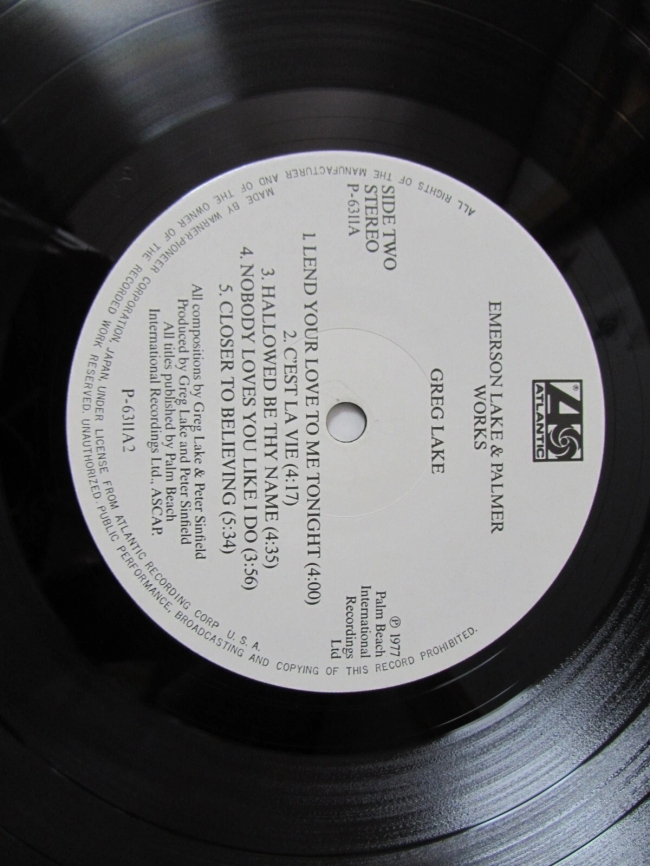 ATLANTIC
®
EMERSON LAKE & PALMER
WORKS
GREG LAKE
SIDE TWO
STEREO
P-6311A
℗ 1977
Palm Beach
International
Recordings
Ltd
1. LEND YOUR LOVE TO ME TONIGHT (4:00)
2. C'EST LA VIE (4:17)
3. HALLOWED BE THY NAME (4:35)
4. NOBODY LOVES YOU LIKE I DO (3:56)
5. CLOSER TO BELIEVING (5:34)
All compositions by Greg Lake & Peter Sinfield
Produced by Greg Lake and Peter Sinfield
All titles published by Palm Beach
International Recordings Ltd., ASCAP.
P-6311A2
MADE BY WARNER-PIONEER CORPORATION, JAPAN, UNDER LICENSE FROM ATLANTIC RECORDING CORP. U. S. A.
ALL RIGHTS OF THE MANUFACTURER AND OF THE OWNER OF THE RECORDED WORK RESERVED. UNAUTHORIZED PUBLIC PERFORMANCE, BROADCASTING AND COPYING OF THIS RECORD PROHIBITED.